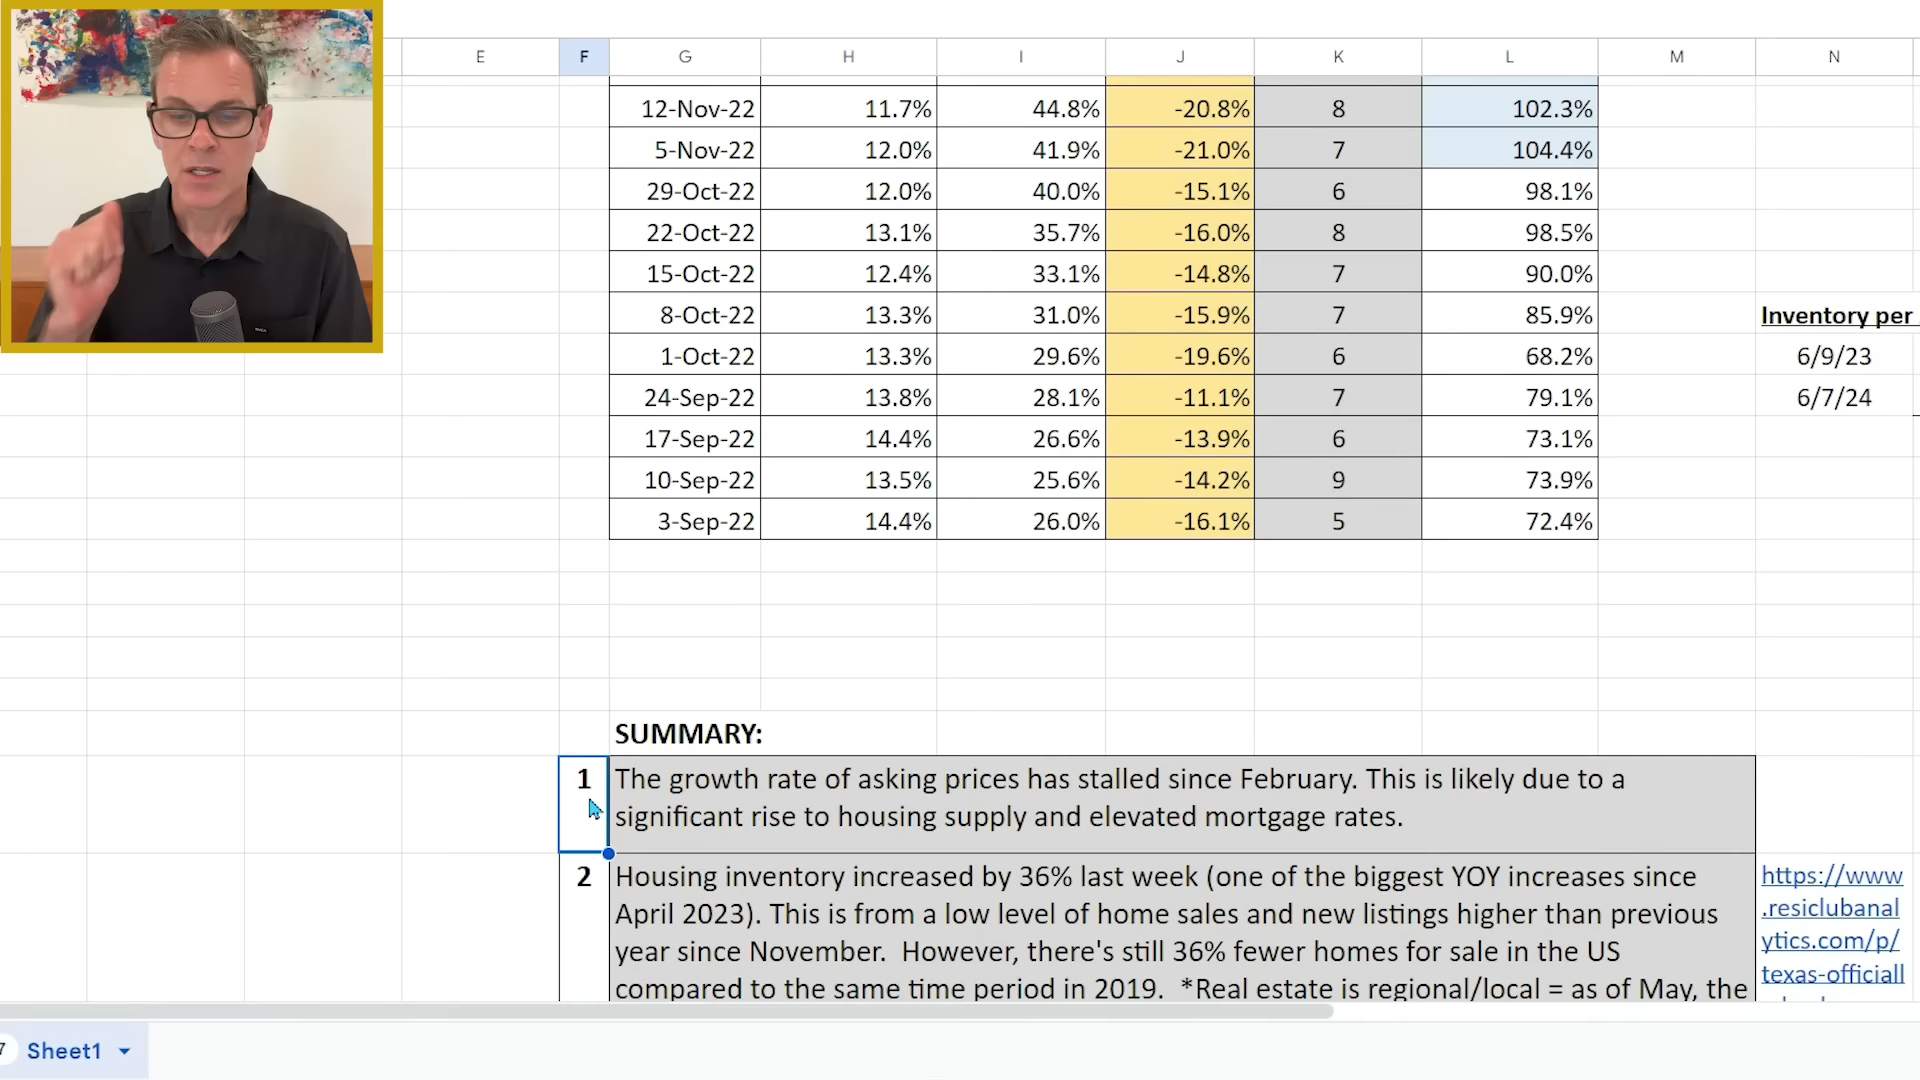 E F G H I J K L M N
12-Nov-22 11.7% 44.8% -20.8% 8 102.3%
5-Nov-22 12.0% 41.9% -21.0% 7 104.4%
29-Oct-22 12.0% 40.0% -15.1% 6 98.1%
22-Oct-22 13.1% 35.7% -16.0% 8 98.5%
15-Oct-22 12.4% 33.1% -14.8% 7 90.0%
8-Oct-22 13.3% 31.0% -15.9% 7 85.9% Inventory per
1-Oct-22 13.3% 29.6% -19.6% 6 68.2% 6/9/23
24-Sep-22 13.8% 28.1% -11.1% 7 79.1% 6/7/24
17-Sep-22 14.4% 26.6% -13.9% 6 73.1%
10-Sep-22 13.5% 25.6% -14.2% 9 73.9%
3-Sep-22 14.4% 26.0% -16.1% 5 72.4%
SUMMARY:
1 The growth rate of asking prices has stalled since February. This is likely due to a
significant rise to housing supply and elevated mortgage rates.
2 Housing inventory increased by 36% last week (one of the biggest YOY increases since
April 2023). This is from a low level of home sales and new listings higher than previous
year since November. However, there's still 36% fewer homes for sale in the US
compared to the same time period in 2019. *Real estate is regional/local = as of May, the
https://www
.resiclubanal
ytics.com/p/
texas-officiall
7 Sheet1